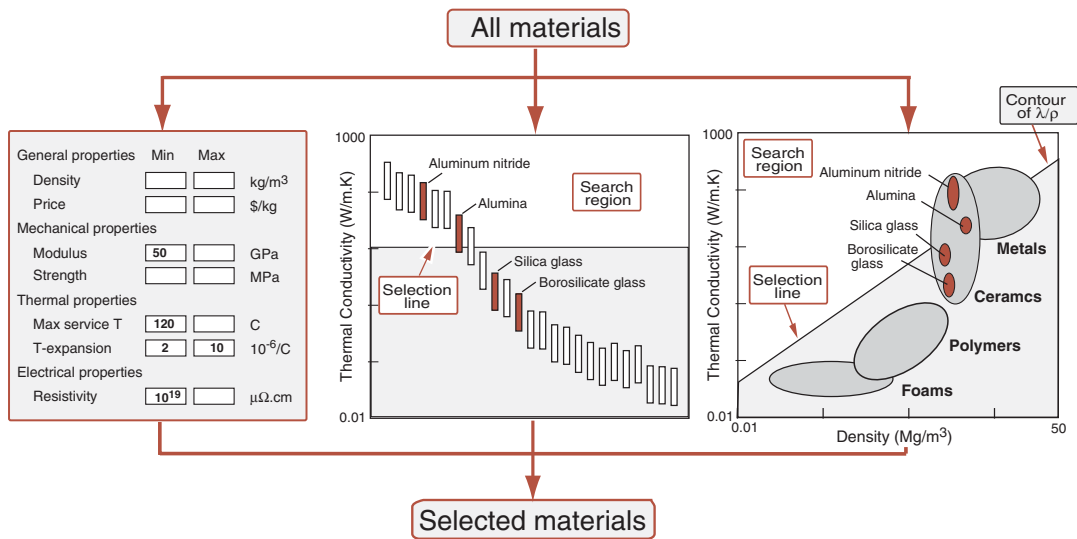 All materials
General properties Min Max
Density kg/m³
Price $/kg
Mechanical properties
Modulus 50 GPa
Strength MPa
Thermal properties
Max service T 120 C
T-expansion 2 10 10⁻⁶/C
Electrical properties
Resistivity 10¹⁹ μΩ.cm
1000
Thermal Conductivity (W/m.K)
0.01
Aluminum nitride
Alumina
Search
region
Silica glass
Borosilicate glass
Selection
line
Contour
of λ/ρ
1000
Thermal Conductivity (W/m.K)
0.01
Search
region
Aluminum nitride
Alumina
Silica glass
Borosilicate
glass
Metals
Selection
line
Ceramcs
Polymers
Foams
0.01
50
Density (Mg/m³)
Selected materials